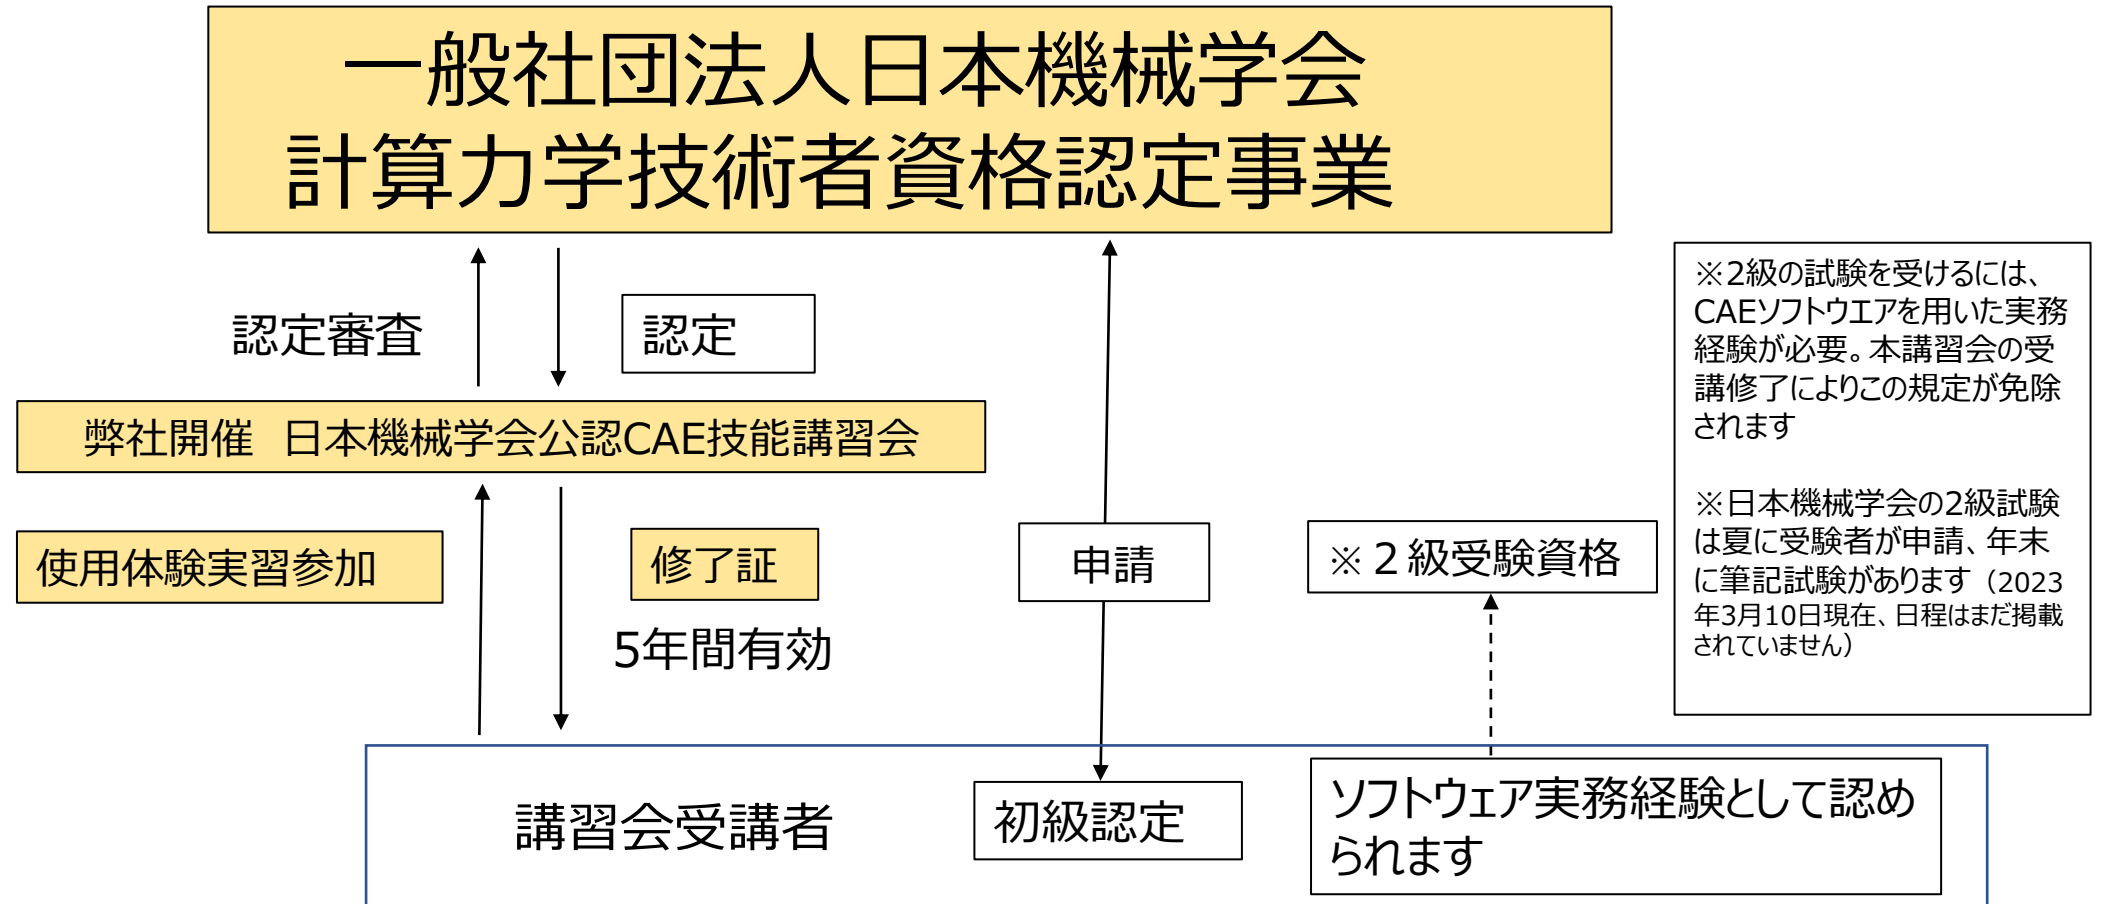 一般社団法人日本機械学会
計算力学技術者資格認定事業
認定審査
認定
※2級の試験を受けるには、
CAEソフトウエアを用いた実務
経験が必要。本講習会の受
講修了によりこの規定が免除
されます
※日本機械学会の2級試験
は夏に受験者が申請、年末
に筆記試験があります（2023
年3月10日現在、日程はまだ掲載
されていません）
弊社開催　日本機械学会公認CAE技能講習会
使用体験実習参加
修了証
5年間有効
申請
※２級受験資格
講習会受講者
初級認定
ソフトウェア実務経験として認め
られます